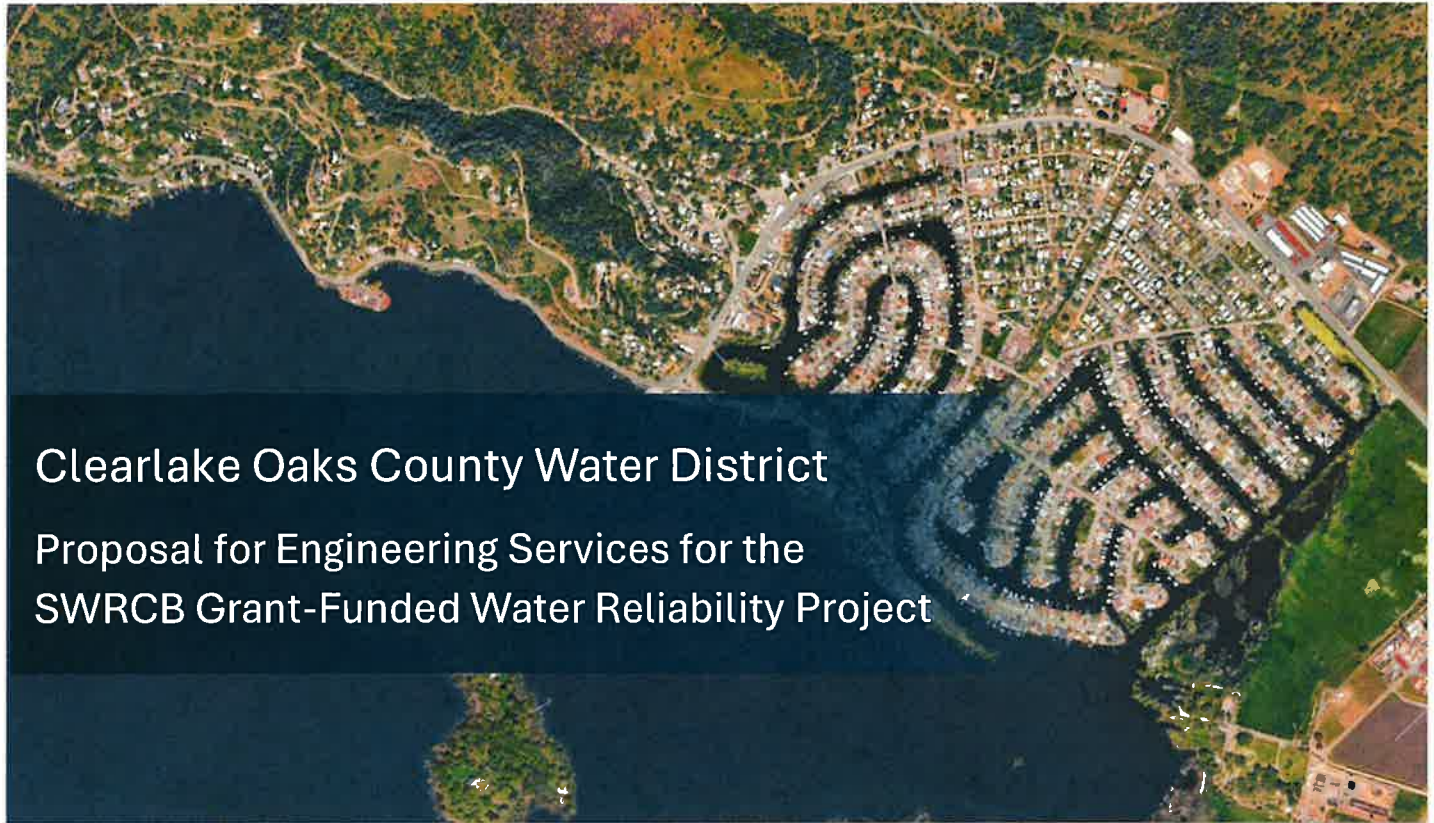 Clearlake Oaks County Water District
Proposal for Engineering Services for the
SWRCB Grant-Funded Water Reliability Project